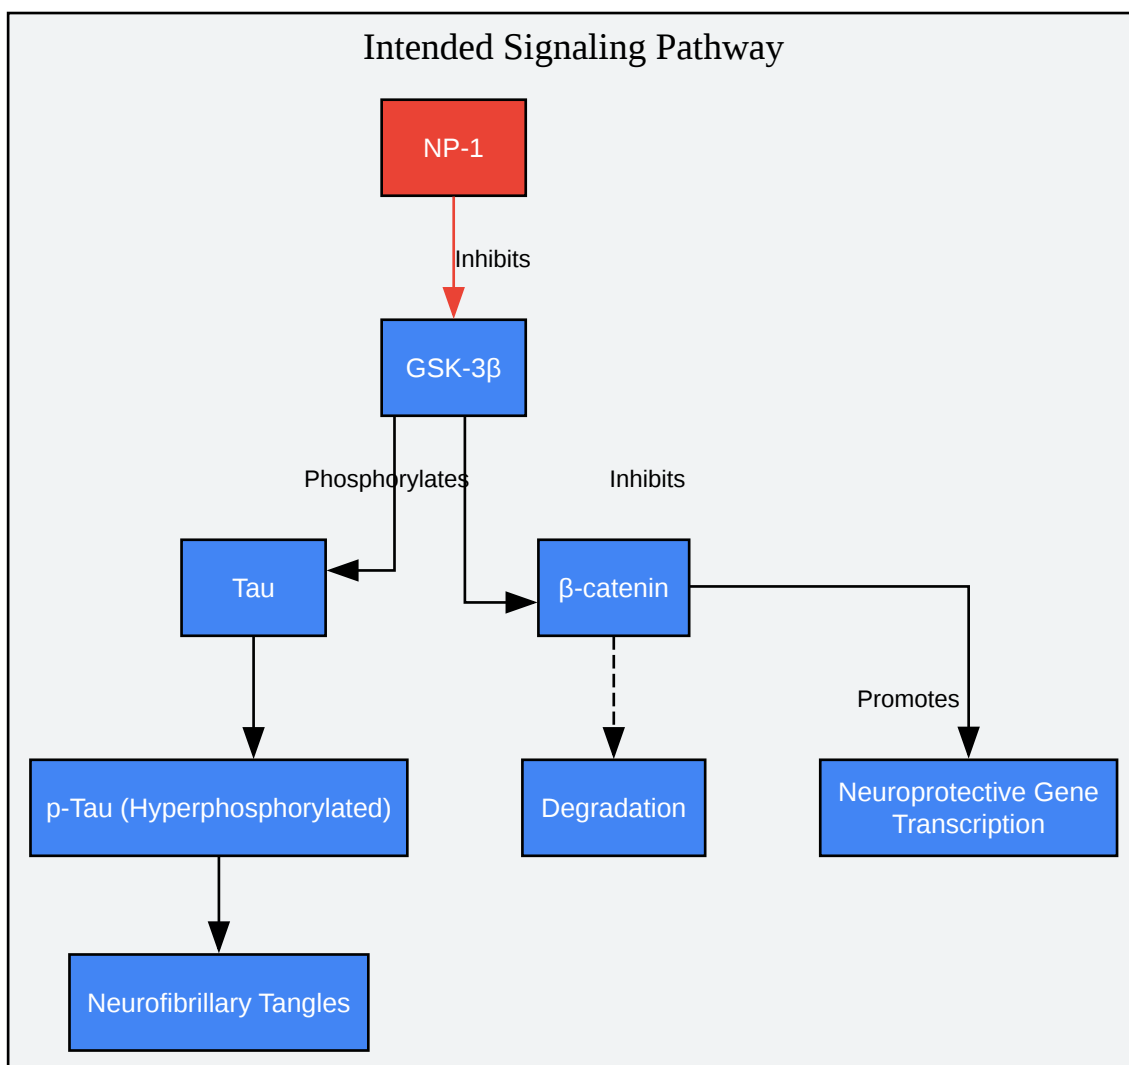 Intended Signaling Pathway
NP-1
Inhibits
GSK-3β
Phosphorylates
Inhibits
Tau
β-catenin
Promotes
p-Tau (Hyperphosphorylated)
Degradation
Neuroprotective Gene
Transcription
Neurofibrillary Tangles